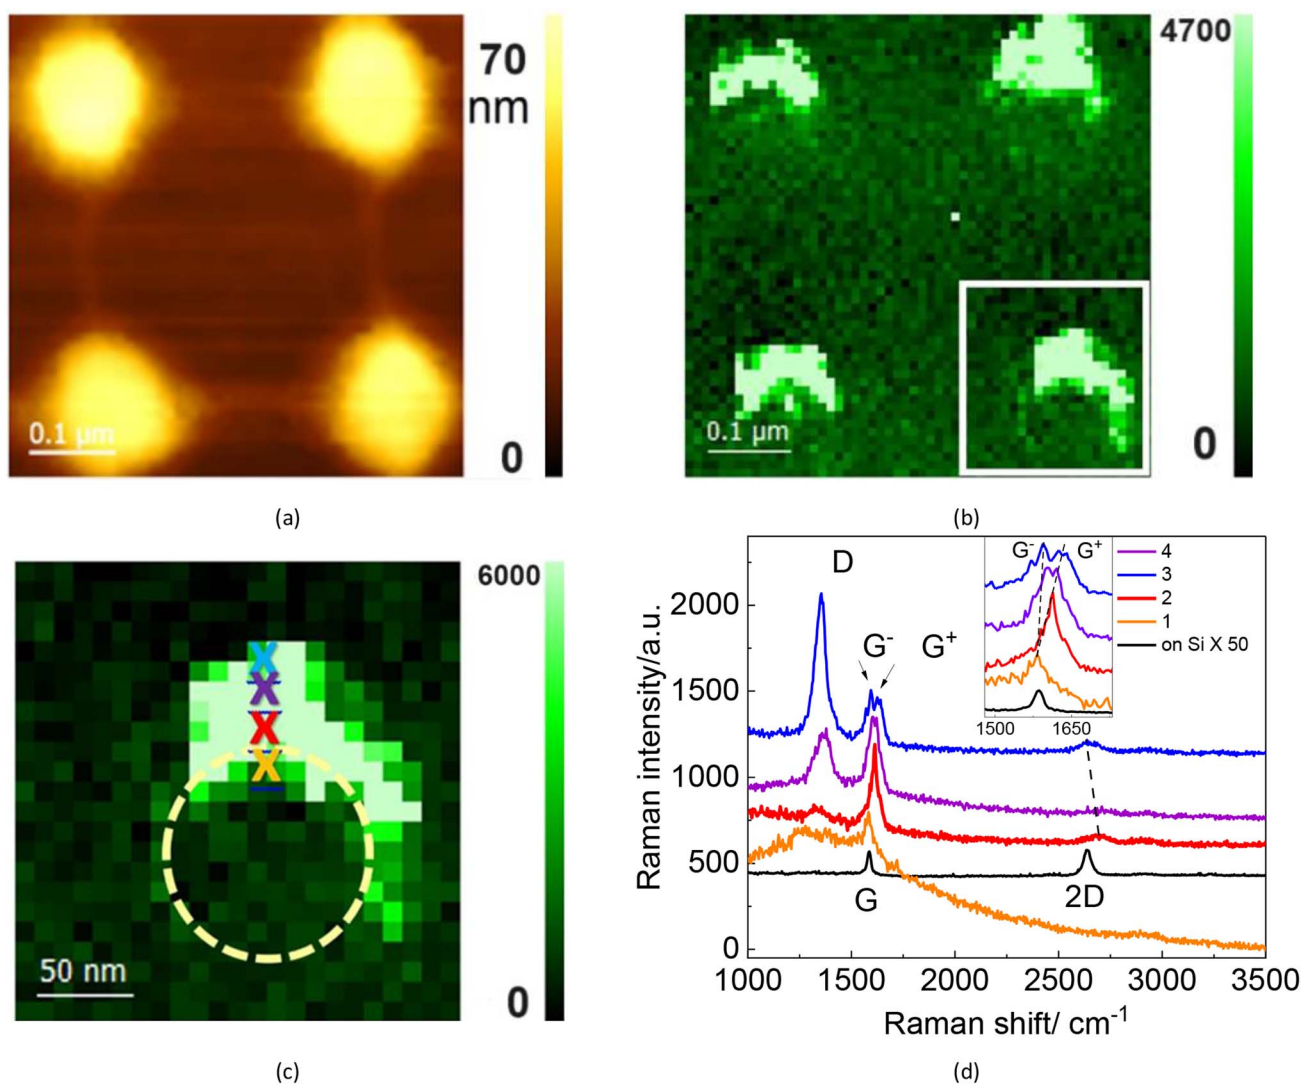 70
nm
0.1 µm
0
(a)
4700
0.1 µm
0
(b)
6000
X
X
X
X
50 nm
0
(c)
D
G-
G+
G-
G+
1500
1650
4
3
2
1
on Si X 50
2000
1500
1000
500
0
G
2D
1000
1500
2000
2500
3000
3500
Raman intensity/a.u.
Raman shift/ cm-1
(d)